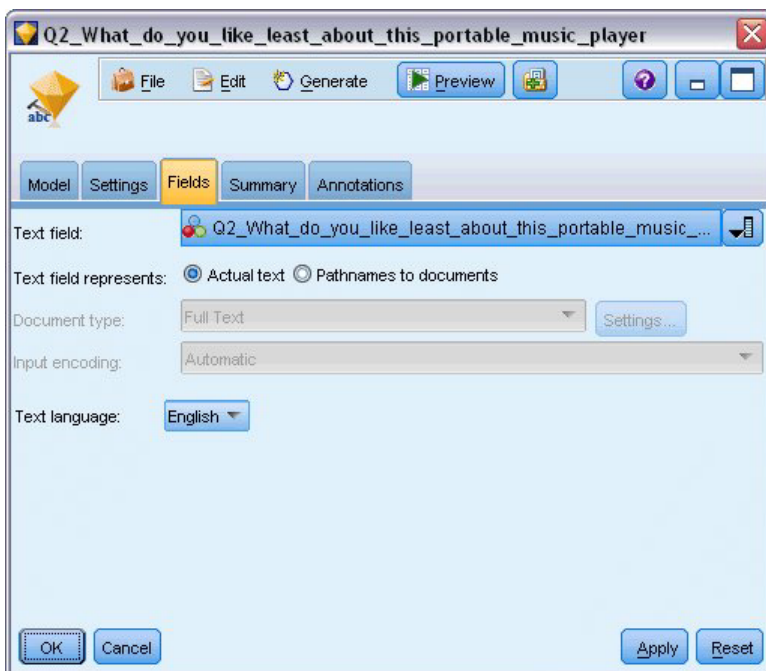 Q2_What_do_you_like_least_about_this_portable_music_player
abc
File Edit Generate Preview
Model Settings Fields Summary Annotations
Text field: Q2_What_do_you_like_least_about_this_portable_music_...
Text field represents: Actual text Pathnames to documents
Document type: Full Text Settings...
Input encoding: Automatic
Text language: English
OK Cancel Apply Reset